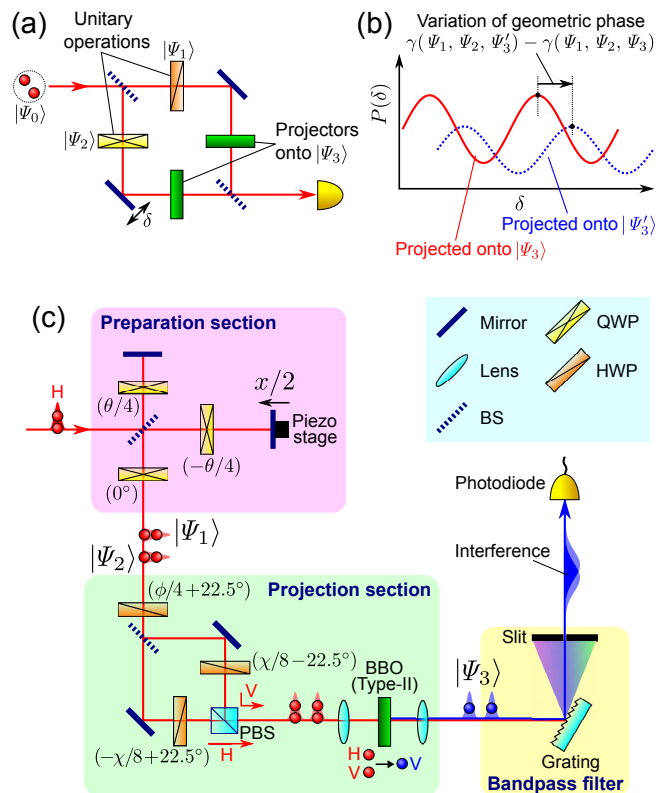 (a)
Unitary
operations
|Ψ₁⟩
|Ψ₀⟩
|Ψ₂⟩
Projectors
onto |Ψ₃⟩
δ
(b)
Variation of geometric phase
γ(Ψ₁, Ψ₂, Ψ′₃) − γ(Ψ₁, Ψ₂, Ψ₃)
P(δ)
δ
Projected onto |Ψ′₃⟩
Projected onto |Ψ₃⟩
(c)
Preparation section
H
(θ/4)
x/2
Piezo
stage
(−θ/4)
(0°)
|Ψ₁⟩
|Ψ₂⟩
Mirror
QWP
Lens
HWP
BS
Photodiode
Interference
Slit
(ϕ/4+22.5°)
Projection section
(χ/8−22.5°)
BBO
(Type-II)
|Ψ₃⟩
V
PBS
H
(−χ/8+22.5°)
H
V
V
Grating
Bandpass filter